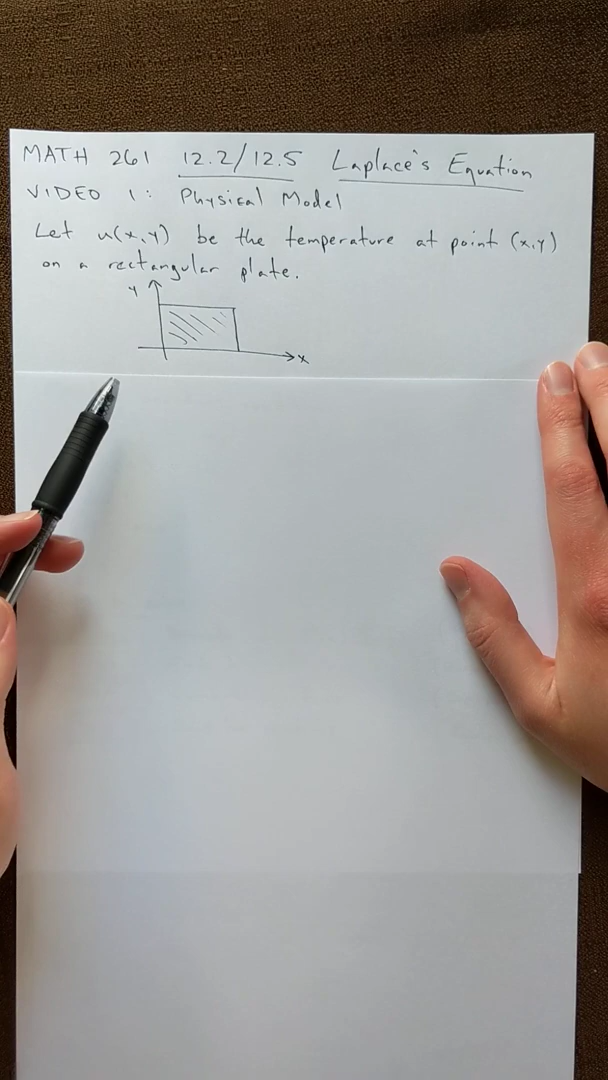 MATH 261 12.2/12.5 Laplace's Equation
VIDEO 1: Physical Model
Let u(x,y) be the temperature at point (x,y)
on a rectangular plate.
y
x